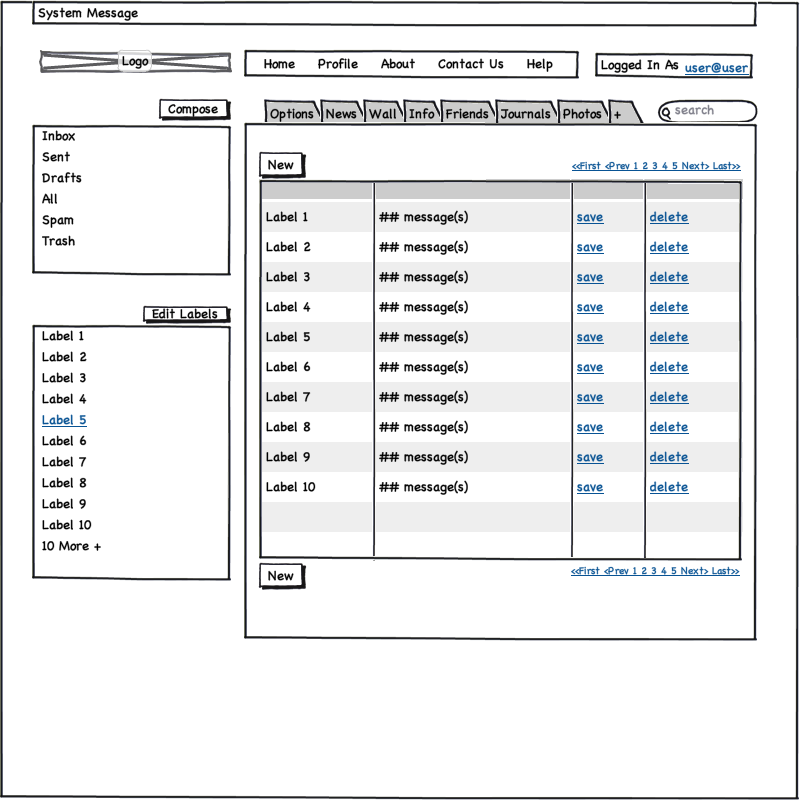 System Message
Logo
Home Profile About Contact Us Help
Logged In As user@user
Compose
Options News Wall Info Friends Journals Photos +
search
Inbox
Sent
Drafts
All
Spam
Trash
Edit Labels
Label 1
Label 2
Label 3
Label 4
Label 5
Label 6
Label 7
Label 8
Label 9
Label 10
10 More +
New
<<First <Prev 1 2 3 4 5 Next> Last>>
Label 1 ## message(s) save delete
Label 2 ## message(s) save delete
Label 3 ## message(s) save delete
Label 4 ## message(s) save delete
Label 5 ## message(s) save delete
Label 6 ## message(s) save delete
Label 7 ## message(s) save delete
Label 8 ## message(s) save delete
Label 9 ## message(s) save delete
Label 10 ## message(s) save delete
New
<<First <Prev 1 2 3 4 5 Next> Last>>